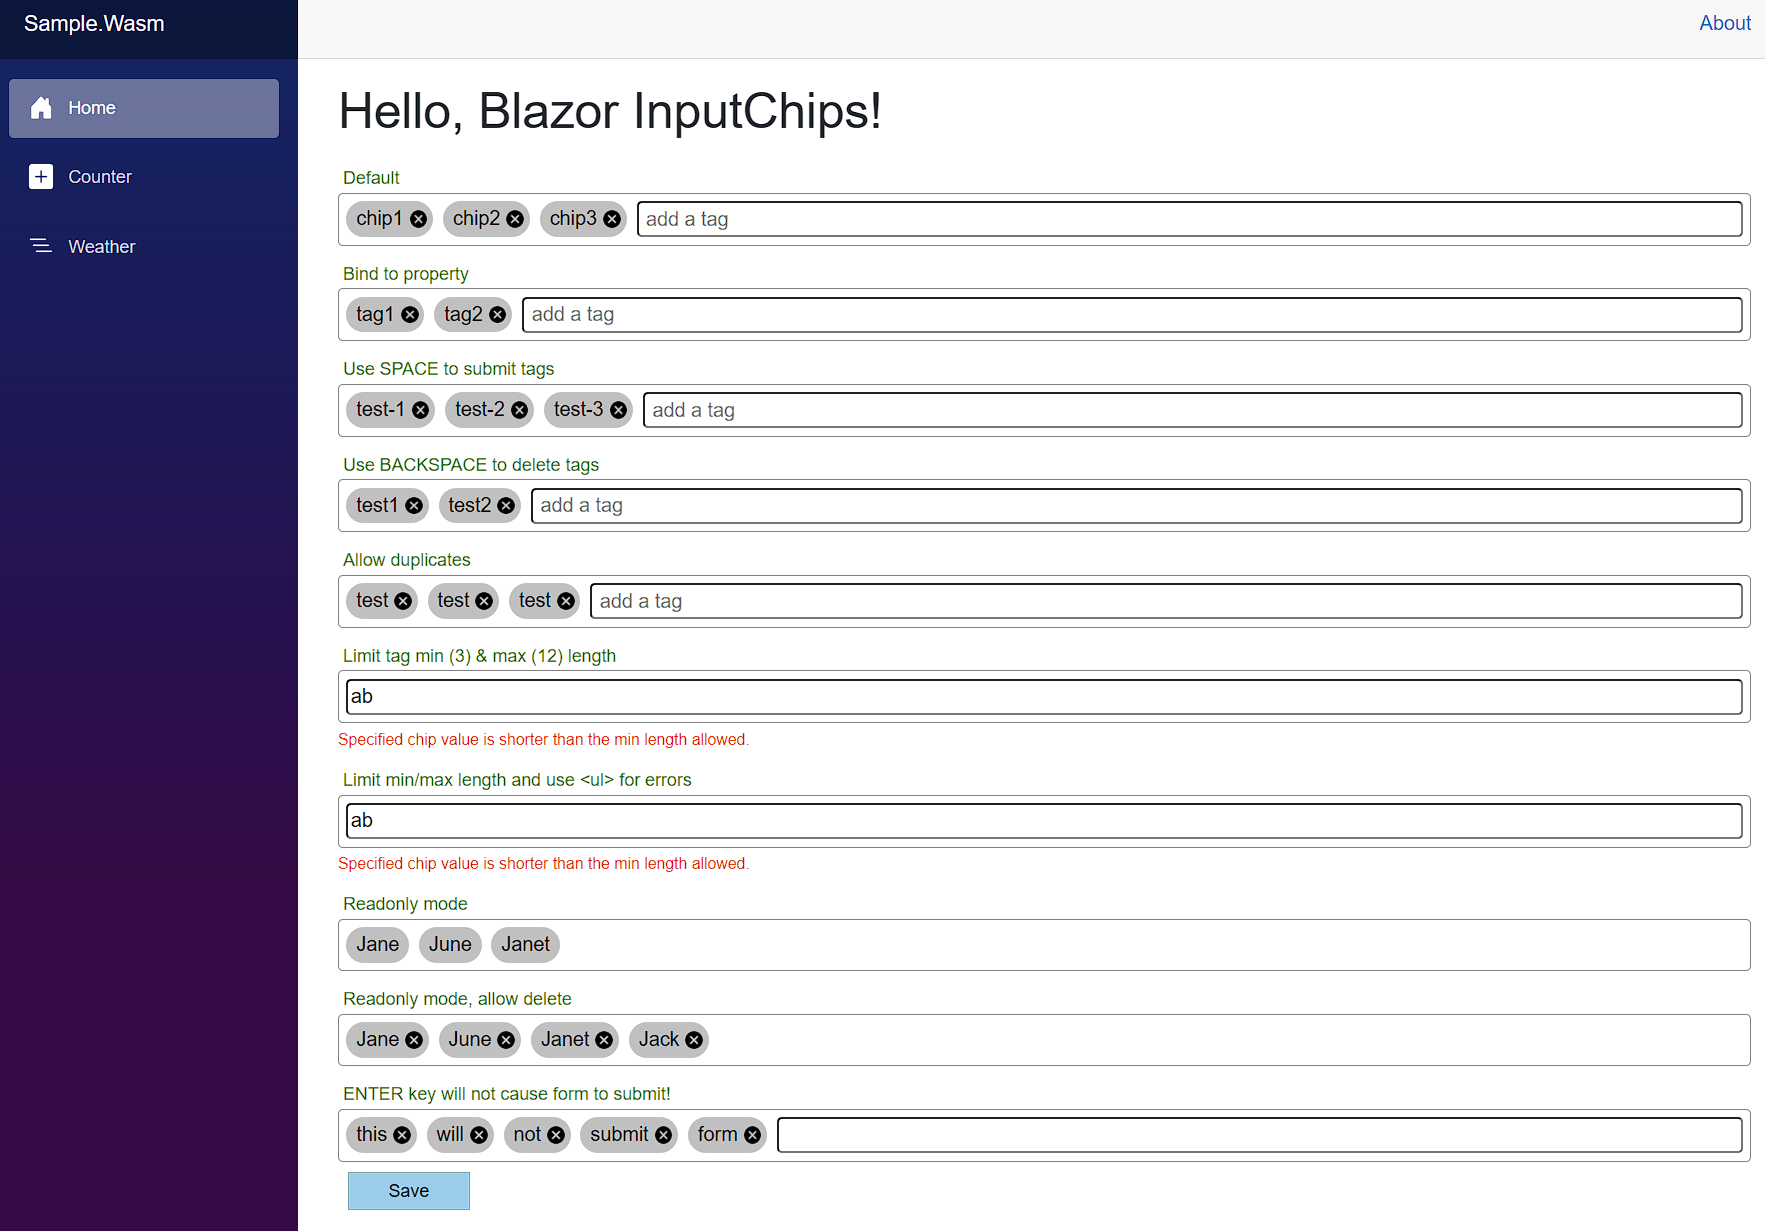 Sample.Wasm
About
Home
Counter
Weather
Hello, Blazor InputChips!
Default
chip1 chip2 chip3 add a tag
Bind to property
tag1 tag2 add a tag
Use SPACE to submit tags
test-1 test-2 test-3 add a tag
Use BACKSPACE to delete tags
test1 test2 add a tag
Allow duplicates
test test test add a tag
Limit tag min (3) & max (12) length
ab
Specified chip value is shorter than the min length allowed.
Limit min/max length and use <ul> for errors
ab
Specified chip value is shorter than the min length allowed.
Readonly mode
Jane June Janet
Readonly mode, allow delete
Jane June Janet Jack
ENTER key will not cause form to submit!
this will not submit form
Save